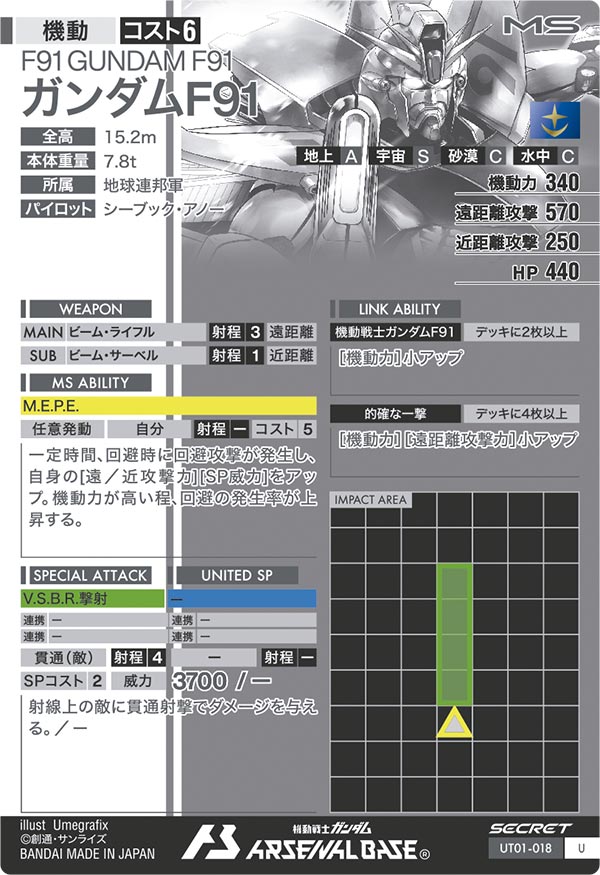 機動 コスト6 MS
F91 GUNDAM F91
ガンダムF91
全高 15.2m
本体重量 7.8t
所属 地球連邦軍
パイロット シーブック・アノー
地上 A 宇宙 S 砂漠 C 水中 C
機動力 340
遠距離攻撃 570
近距離攻撃 250
HP 440
WEAPON
MAIN ビーム・ライフル 射程 3 遠距離
SUB ビーム・サーベル 射程 1 近距離
MS ABILITY
M.E.P.E.
任意発動 自分 射程 ー コスト 5
一定時間、回避時に回避攻撃が発生し、
自身の[遠/近攻撃力][SP威力]をアッ
プ。機動力が高い程、回避の発生率が上
昇する。
SPECIAL ATTACK UNITED SP
V.S.B.R.撃射 ー
連携 ー 連携 ー
連携 ー 連携 ー
貫通(敵) 射程 4 ー 射程 ー
SPコスト 2 威力 3700 / ー
射線上の敵に貫通射撃でダメージを与え
る。/ー
LINK ABILITY
機動戦士ガンダムF91 デッキに2枚以上
[機動力]小アップ
的確な一撃 デッキに4枚以上
[機動力][遠距離攻撃力]小アップ
IMPACT AREA
illust Umegrafix
©創通・サンライズ
BANDAI MADE IN JAPAN
機動戦士ガンダム
AB ARSENAL BASE®
SECRET
UT01-018 U